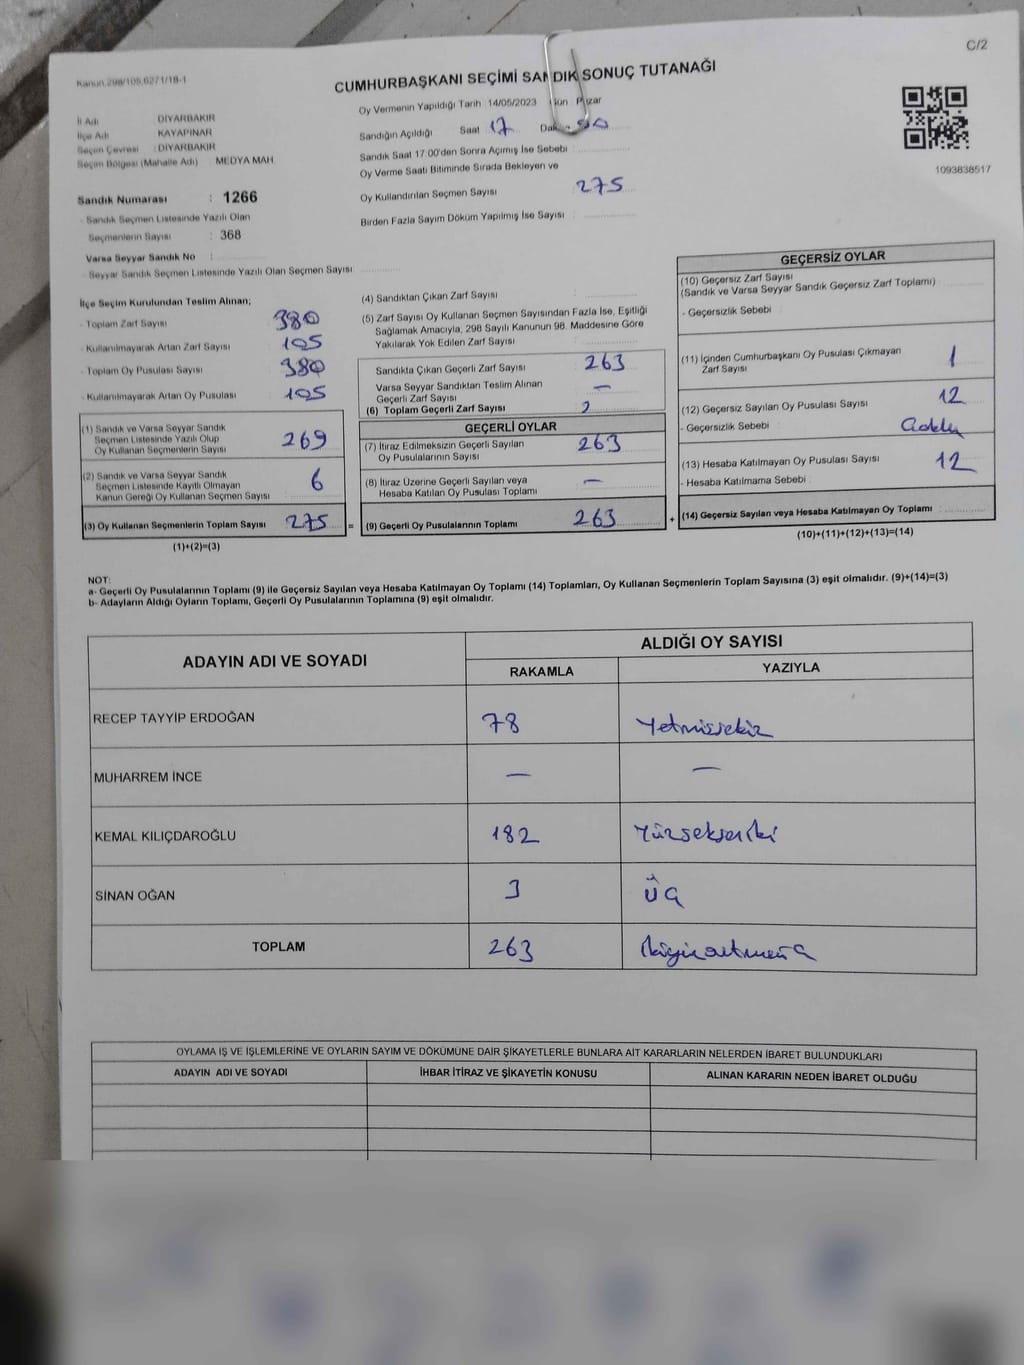 C/2
Kanun 298/105,6271/18-1
CUMHURBAŞKANI SEÇİMİ SANDIK SONUÇ TUTANAĞI
İl Adı : DİYARBAKIR
İlçe Adı : KAYAPINAR
Seçim Çevresi : DİYARBAKIR
Seçim Bölgesi (Mahalle Adı) : MEDYA MAH.
Sandık Numarası : 1266
- Sandık Seçmen Listesinde Yazılı Olan
Seçmenlerin Sayısı : 368
Varsa Seyyar Sandık No :
- Seyyar Sandık Seçmen Listesinde Yazılı Olan Seçmen Sayısı
Oy Vermenin Yapıldığı Tarih 14/05/2023 Gün Pazar
Sandığın Açıldığı Saat 17
Sandık Saat 17:00'den Sonra Açımış İse Sebebi :
Oy Verme Saati Bitiminde Sırada Bekleyen ve
Oy Kullandırılan Seçmen Sayısı 275
Birden Fazla Sayım Döküm Yapılmış İse Sayısı :
1093838517
İlçe Seçim Kurulundan Teslim Alınan;
- Toplam Zarf Sayısı 380
- Kullanılmayarak Artan Zarf Sayısı 105
- Toplam Oy Pusulası Sayısı 380
- Kullanılmayarak Artan Oy Pusulası 105
(1) Sandık ve Varsa Seyyar Sandık
Seçmen Listesinde Yazılı Olup
Oy Kullanan Seçmenlerin Sayısı 269
(2) Sandık ve Varsa Seyyar Sandık
Seçmen Listesinde Kayıtlı Olmayan
Kanun Gereği Oy Kullanan Seçmen Sayısı 6
(3) Oy Kullanan Seçmenlerin Toplam Sayısı 275 =
(1)+(2)=(3)
(4) Sandıktan Çıkan Zarf Sayısı :
(5) Zarf Sayısı Oy Kullanan Seçmen Sayısından Fazla İse, Eşitliği
Sağlamak Amacıyla, 298 Sayılı Kanunun 98. Maddesine Göre
Yakılarak Yok Edilen Zarf Sayısı :
Sandıkta Çıkan Geçerli Zarf Sayısı 263
Varsa Seyyar Sandıktan Teslim Alınan
Geçerli Zarf Sayısı —
(6) Toplam Geçerli Zarf Sayısı
GEÇERLİ OYLAR
(7) İtiraz Edilmeksizin Geçerli Sayılan
Oy Pusulalarının Sayısı 263
(8) İtiraz Üzerine Geçerli Sayılan veya
Hesaba Katılan Oy Pusulası Toplamı —
(9) Geçerli Oy Pusulalarının Toplamı 263 +
GEÇERSİZ OYLAR
(10) Geçersiz Zarf Sayısı
(Sandık ve Varsa Seyyar Sandık Geçersiz Zarf Toplamı) :
- Geçersizlik Sebebi :
(11) İçinden Cumhurbaşkanı Oy Pusulası Çıkmayan
Zarf Sayısı 1
(12) Geçersiz Sayılan Oy Pusulası Sayısı 12
- Geçersizlik Sebebi :
(13) Hesaba Katılmayan Oy Pusulası Sayısı 12
- Hesaba Katılmama Sebebi :
(14) Geçersiz Sayılan veya Hesaba Katılmayan Oy Toplamı :
(10)+(11)+(12)+(13)=(14)
NOT:
a- Geçerli Oy Pusulalarının Toplamı (9) ile Geçersiz Sayılan veya Hesaba Katılmayan Oy Toplamı (14) Toplamları, Oy Kullanan Seçmenlerin Toplam Sayısına (3) eşit olmalıdır. (9)+(14)=(3)
b- Adayların Aldığı Oyların Toplamı, Geçerli Oy Pusulalarının Toplamına (9) eşit olmalıdır.
ADAYIN ADI VE SOYADI ALDIĞI OY SAYISI
RAKAMLA YAZIYLA
RECEP TAYYİP ERDOĞAN 78 Yetmişsekiz
MUHARREM İNCE — —
KEMAL KILIÇDAROĞLU 182 Yüzsekseniki
SİNAN OĞAN 3 Üç
TOPLAM 263 İkiyüzaltmışüç
OYLAMA İŞ VE İŞLEMLERİNE VE OYLARIN SAYIM VE DÖKÜMÜNE DAİR ŞİKAYETLERLE BUNLARA AİT KARARLARIN NELERDEN İBARET BULUNDUKLARI
ADAYIN ADI VE SOYADI İHBAR İTİRAZ VE ŞİKAYETİN KONUSU ALINAN KARARIN NEDEN İBARET OLDUĞU